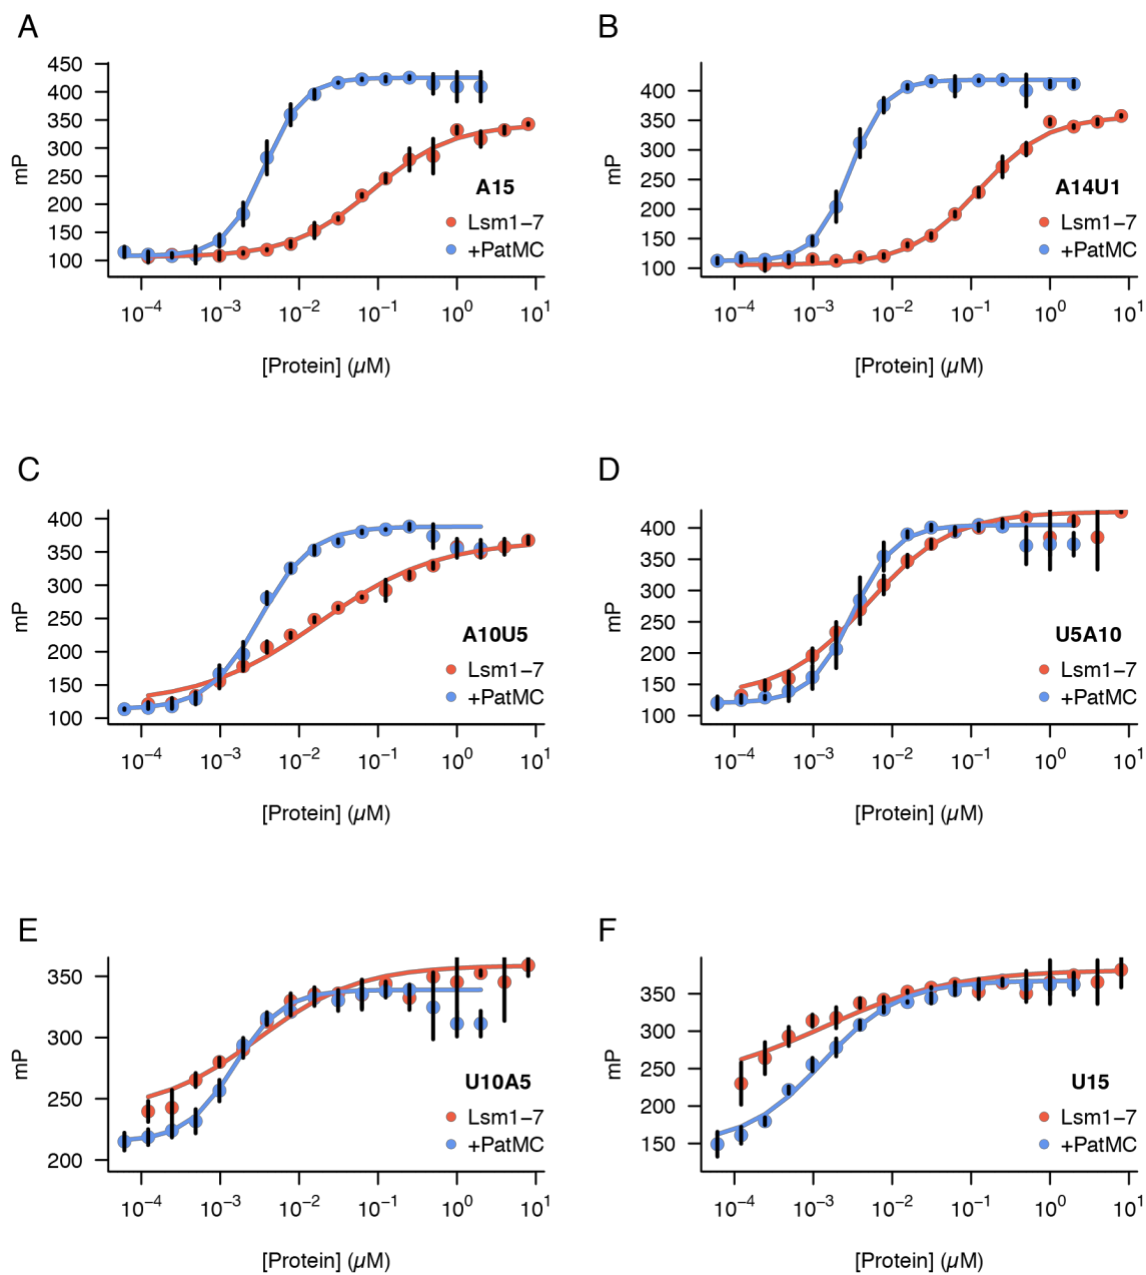 A
450
400
350
300
250
200
150
100
mP
A15
Lsm1−7
+PatMC
10⁻⁴ 10⁻³ 10⁻² 10⁻¹ 10⁰ 10¹
[Protein] (µM)
B
400
350
300
250
200
150
100
mP
A14U1
Lsm1−7
+PatMC
10⁻⁴ 10⁻³ 10⁻² 10⁻¹ 10⁰ 10¹
[Protein] (µM)
C
400
350
300
250
200
150
100
mP
A10U5
Lsm1−7
+PatMC
10⁻⁴ 10⁻³ 10⁻² 10⁻¹ 10⁰ 10¹
[Protein] (µM)
D
400
350
300
250
200
150
100
mP
U5A10
Lsm1−7
+PatMC
10⁻⁴ 10⁻³ 10⁻² 10⁻¹ 10⁰ 10¹
[Protein] (µM)
E
350
300
250
200
mP
U10A5
Lsm1−7
+PatMC
10⁻⁴ 10⁻³ 10⁻² 10⁻¹ 10⁰ 10¹
[Protein] (µM)
F
350
300
250
200
150
mP
U15
Lsm1−7
+PatMC
10⁻⁴ 10⁻³ 10⁻² 10⁻¹ 10⁰ 10¹
[Protein] (µM)